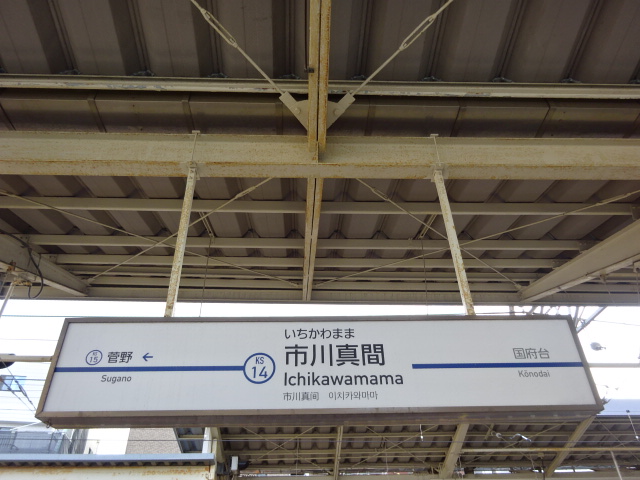 KS
15
菅野 ←
Sugano
KS
14
いちかわまま
市川真間
Ichikawamama
市川真间 이치카와마마
国府台
Kōnodai